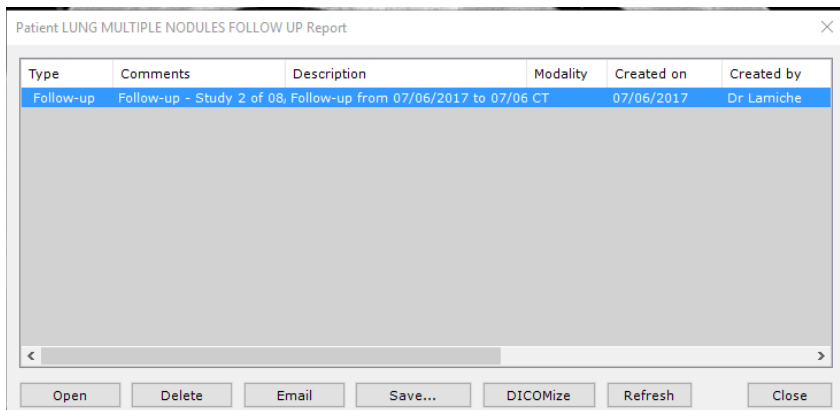 Patient LUNG MULTIPLE NODULES FOLLOW UP Report
Type Comments Description Modality Created on Created by
Follow-up Follow-up - Study 2 of 08, Follow-up from 07/06/2017 to 07/06 CT 07/06/2017 Dr Lamiche
Open Delete Email Save... DICOMize Refresh Close